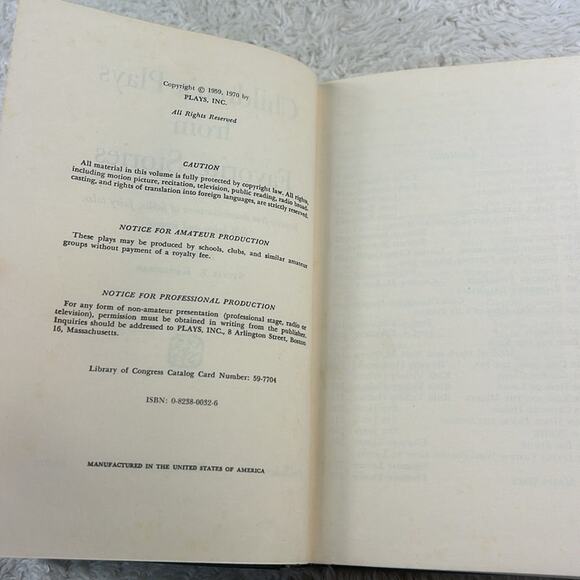 Copyright © 1959, 1970 by
PLAYS, INC.
All Rights Reserved
CAUTION
All material in this volume is fully protected by copyright law. All rights,
including motion picture, recitation, television, public reading, radio broad-
casting, and rights of translation into foreign languages, are strictly reserved.
NOTICE FOR AMATEUR PRODUCTION
These plays may be produced by schools, clubs, and similar amateur
groups without payment of a royalty fee.
NOTICE FOR PROFESSIONAL PRODUCTION
For any form of non-amateur presentation (professional stage, radio or
television), permission must be obtained in writing from the publisher.
Inquiries should be addressed to PLAYS, INC., 8 Arlington Street, Boston
16, Massachusetts.
Library of Congress Catalog Card Number: 59-7704
ISBN: 0-8238-0032-6
MANUFACTURED IN THE UNITED STATES OF AMERICA